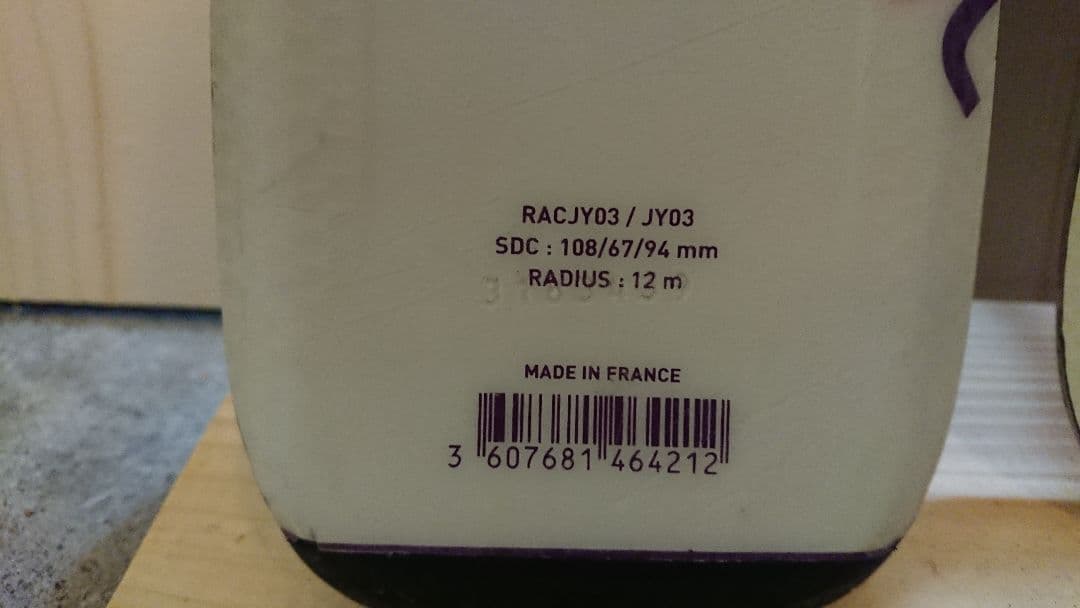 RACJY03 / JY03
SDC : 108/67/94 mm
RADIUS : 12 m
MADE IN FRANCE
3 607681 464212